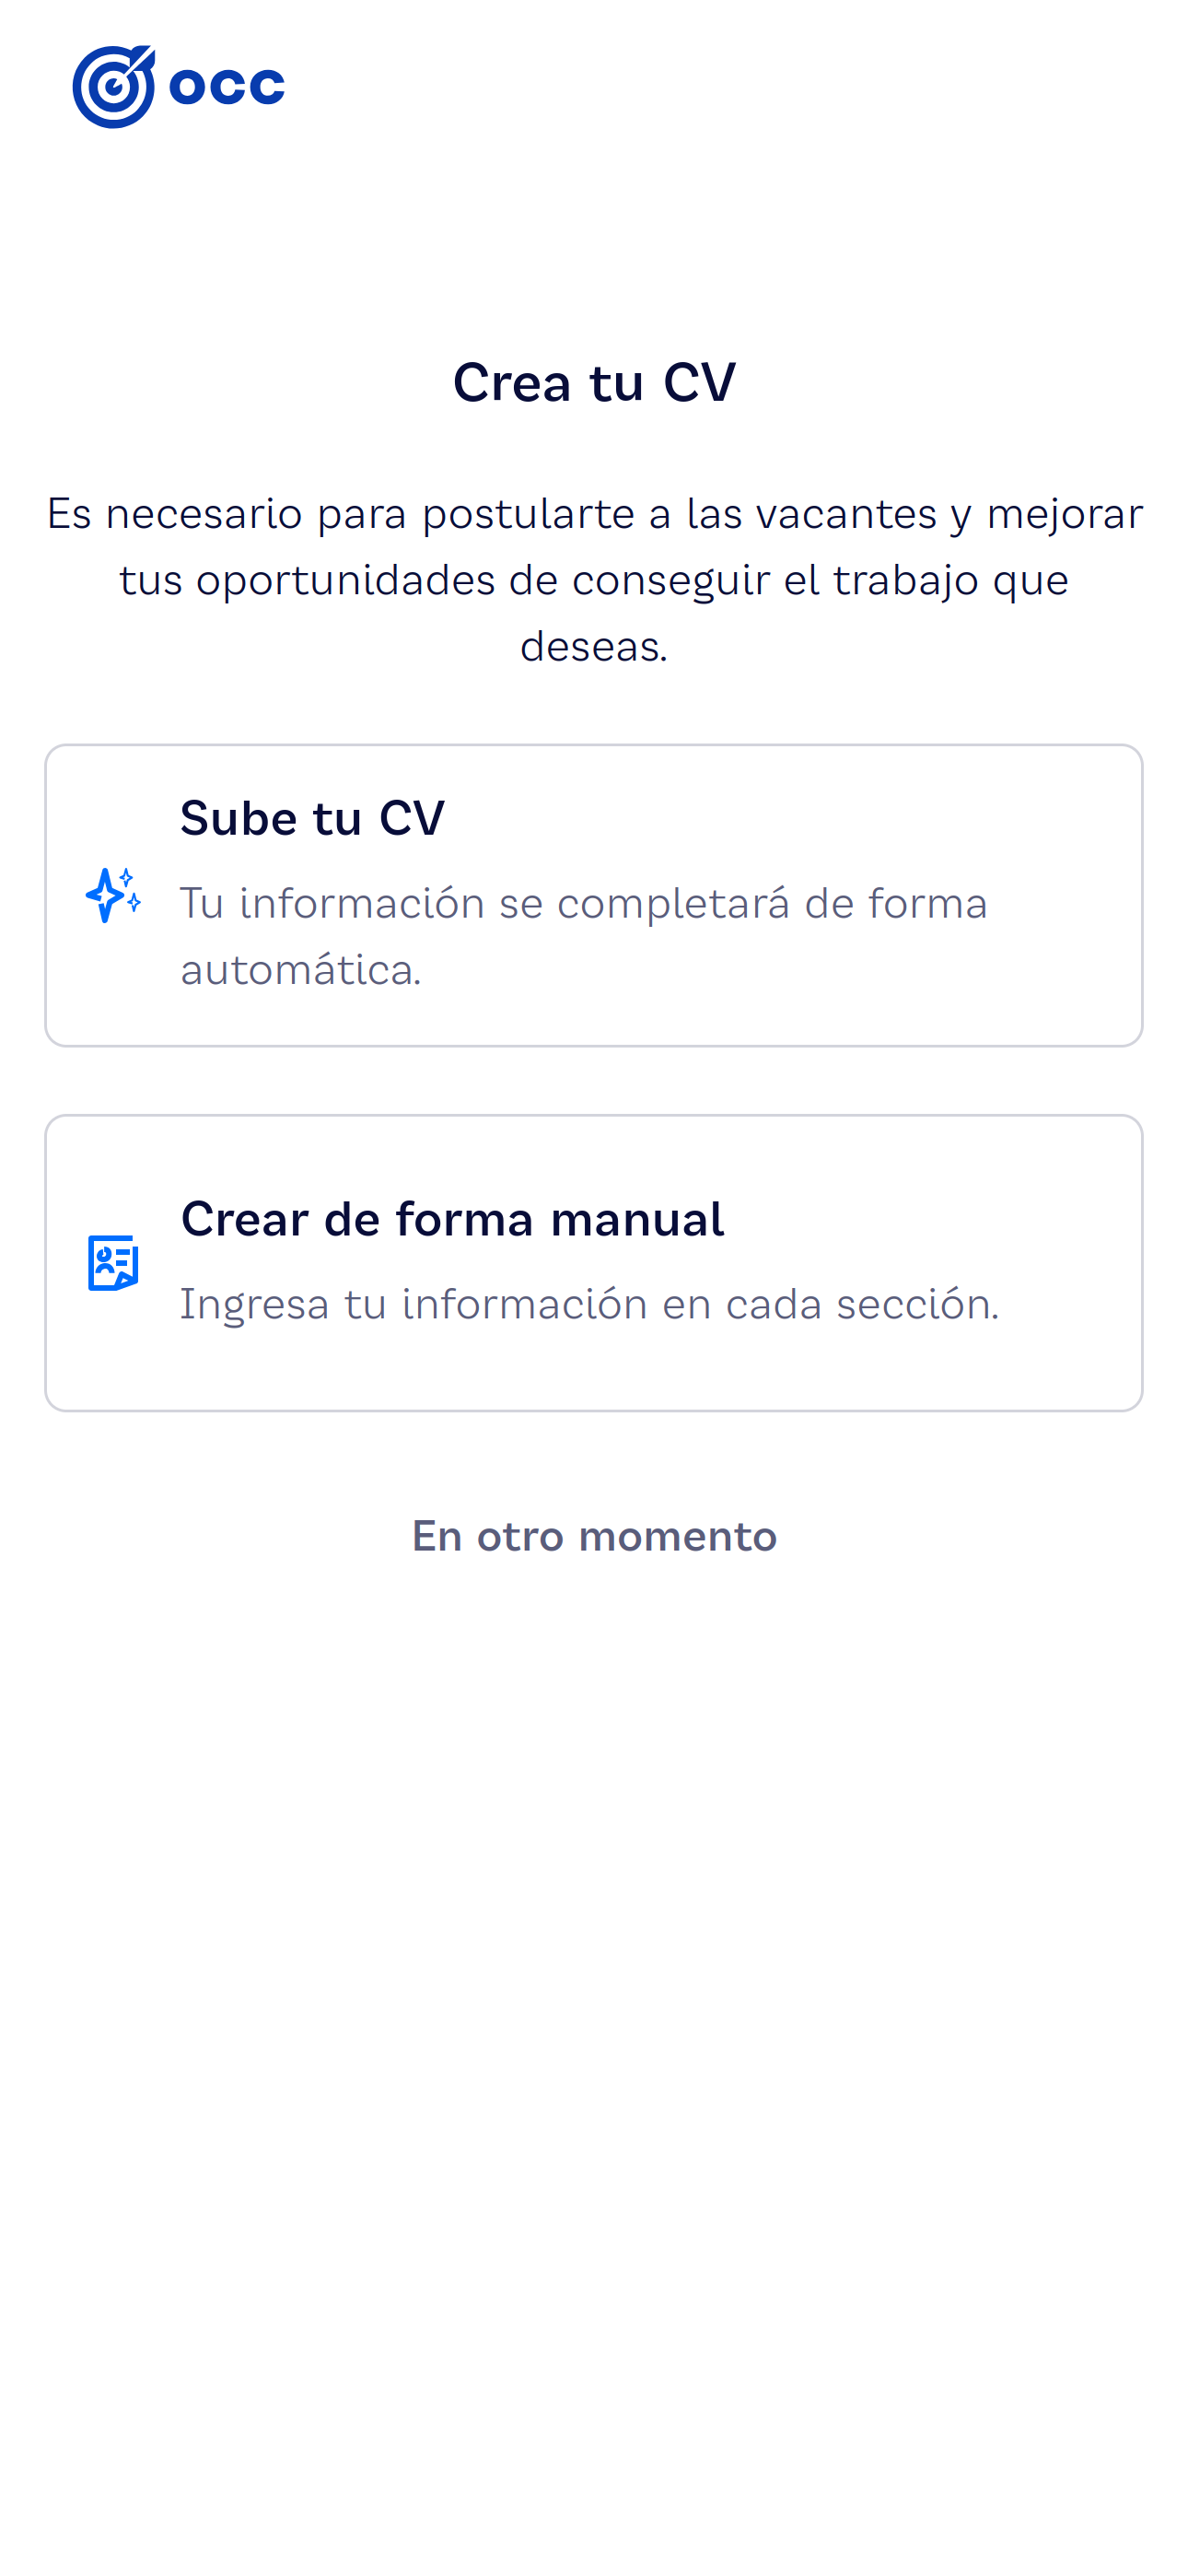 occ
Crea tu CV
Es necesario para postularte a las vacantes y mejorar
tus oportunidades de conseguir el trabajo que
deseas.
Sube tu CV
Tu información se completará de forma
automática.
Crear de forma manual
Ingresa tu información en cada sección.
En otro momento